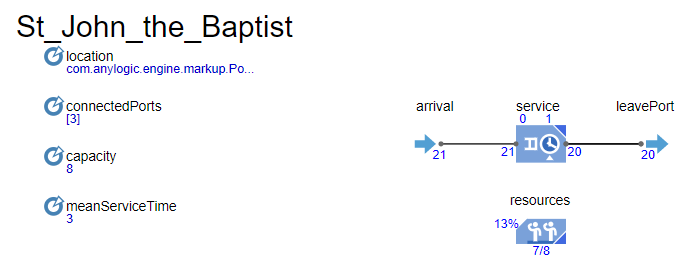 St_John_the_Baptist
location
com.anylogic.engine.markup.Po...
connectedPorts
[3]
capacity
8
meanServiceTime
3
arrival
service
leavePort
0 1
21
21
20
20
resources
13%
7/8